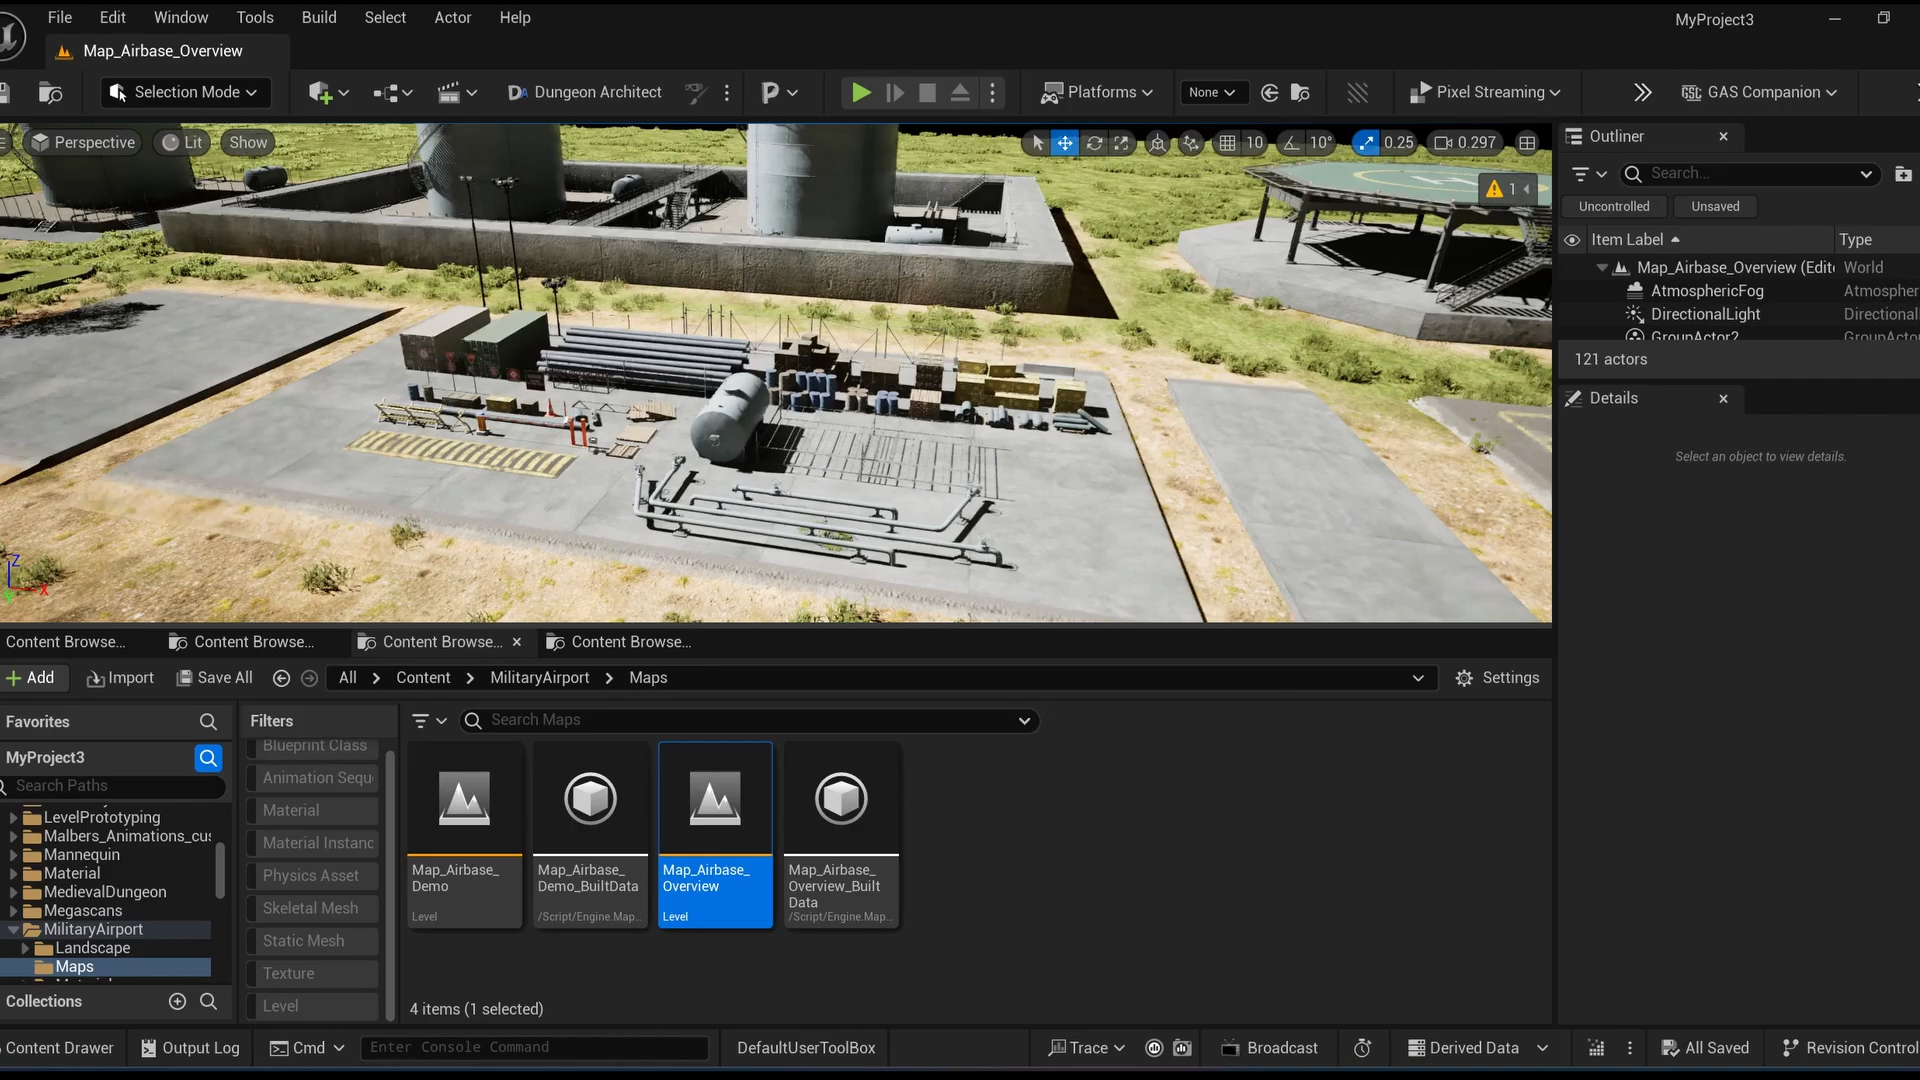 File Edit Window Tools Build Select Actor Help
MyProject3
Map_Airbase_Overview
Selection Mode
Dungeon Architect
Platforms
None
Pixel Streaming
GAS Companion
Perspective
Lit
Show
10
10°
0.25
0.297
1
Outliner
Search...
Uncontrolled
Unsaved
Item Label
Type
Map_Airbase_Overview (Edito
World
AtmosphericFog
Atmospher
DirectionalLight
Directional
GroupActor2
GroupActo
121 actors
Details
Select an object to view details.
Z
X
Y
Content Browse...
Content Browse...
Content Browse...
Content Browse...
Add
Import
Save All
All
Content
MilitaryAirport
Maps
Settings
Favorites
MyProject3
Search Paths
LevelPrototyping
Malbers_Animations_cus
Mannequin
Material
MedievalDungeon
Megascans
MilitaryAirport
Landscape
Maps
Collections
Filters
Blueprint Class
Animation Sequ
Material
Material Instanc
Physics Asset
Skeletal Mesh
Static Mesh
Texture
Level
Search Maps
Map_Airbase_
Demo
Level
Map_Airbase_
Demo_BuiltData
/Script/Engine.Map...
Map_Airbase_
Overview
Level
Map_Airbase_
Overview_Built
Data
/Script/Engine.Map...
4 items (1 selected)
Content Drawer
Output Log
Cmd
Enter Console Command
DefaultUserToolBox
Trace
Broadcast
Derived Data
All Saved
Revision Control